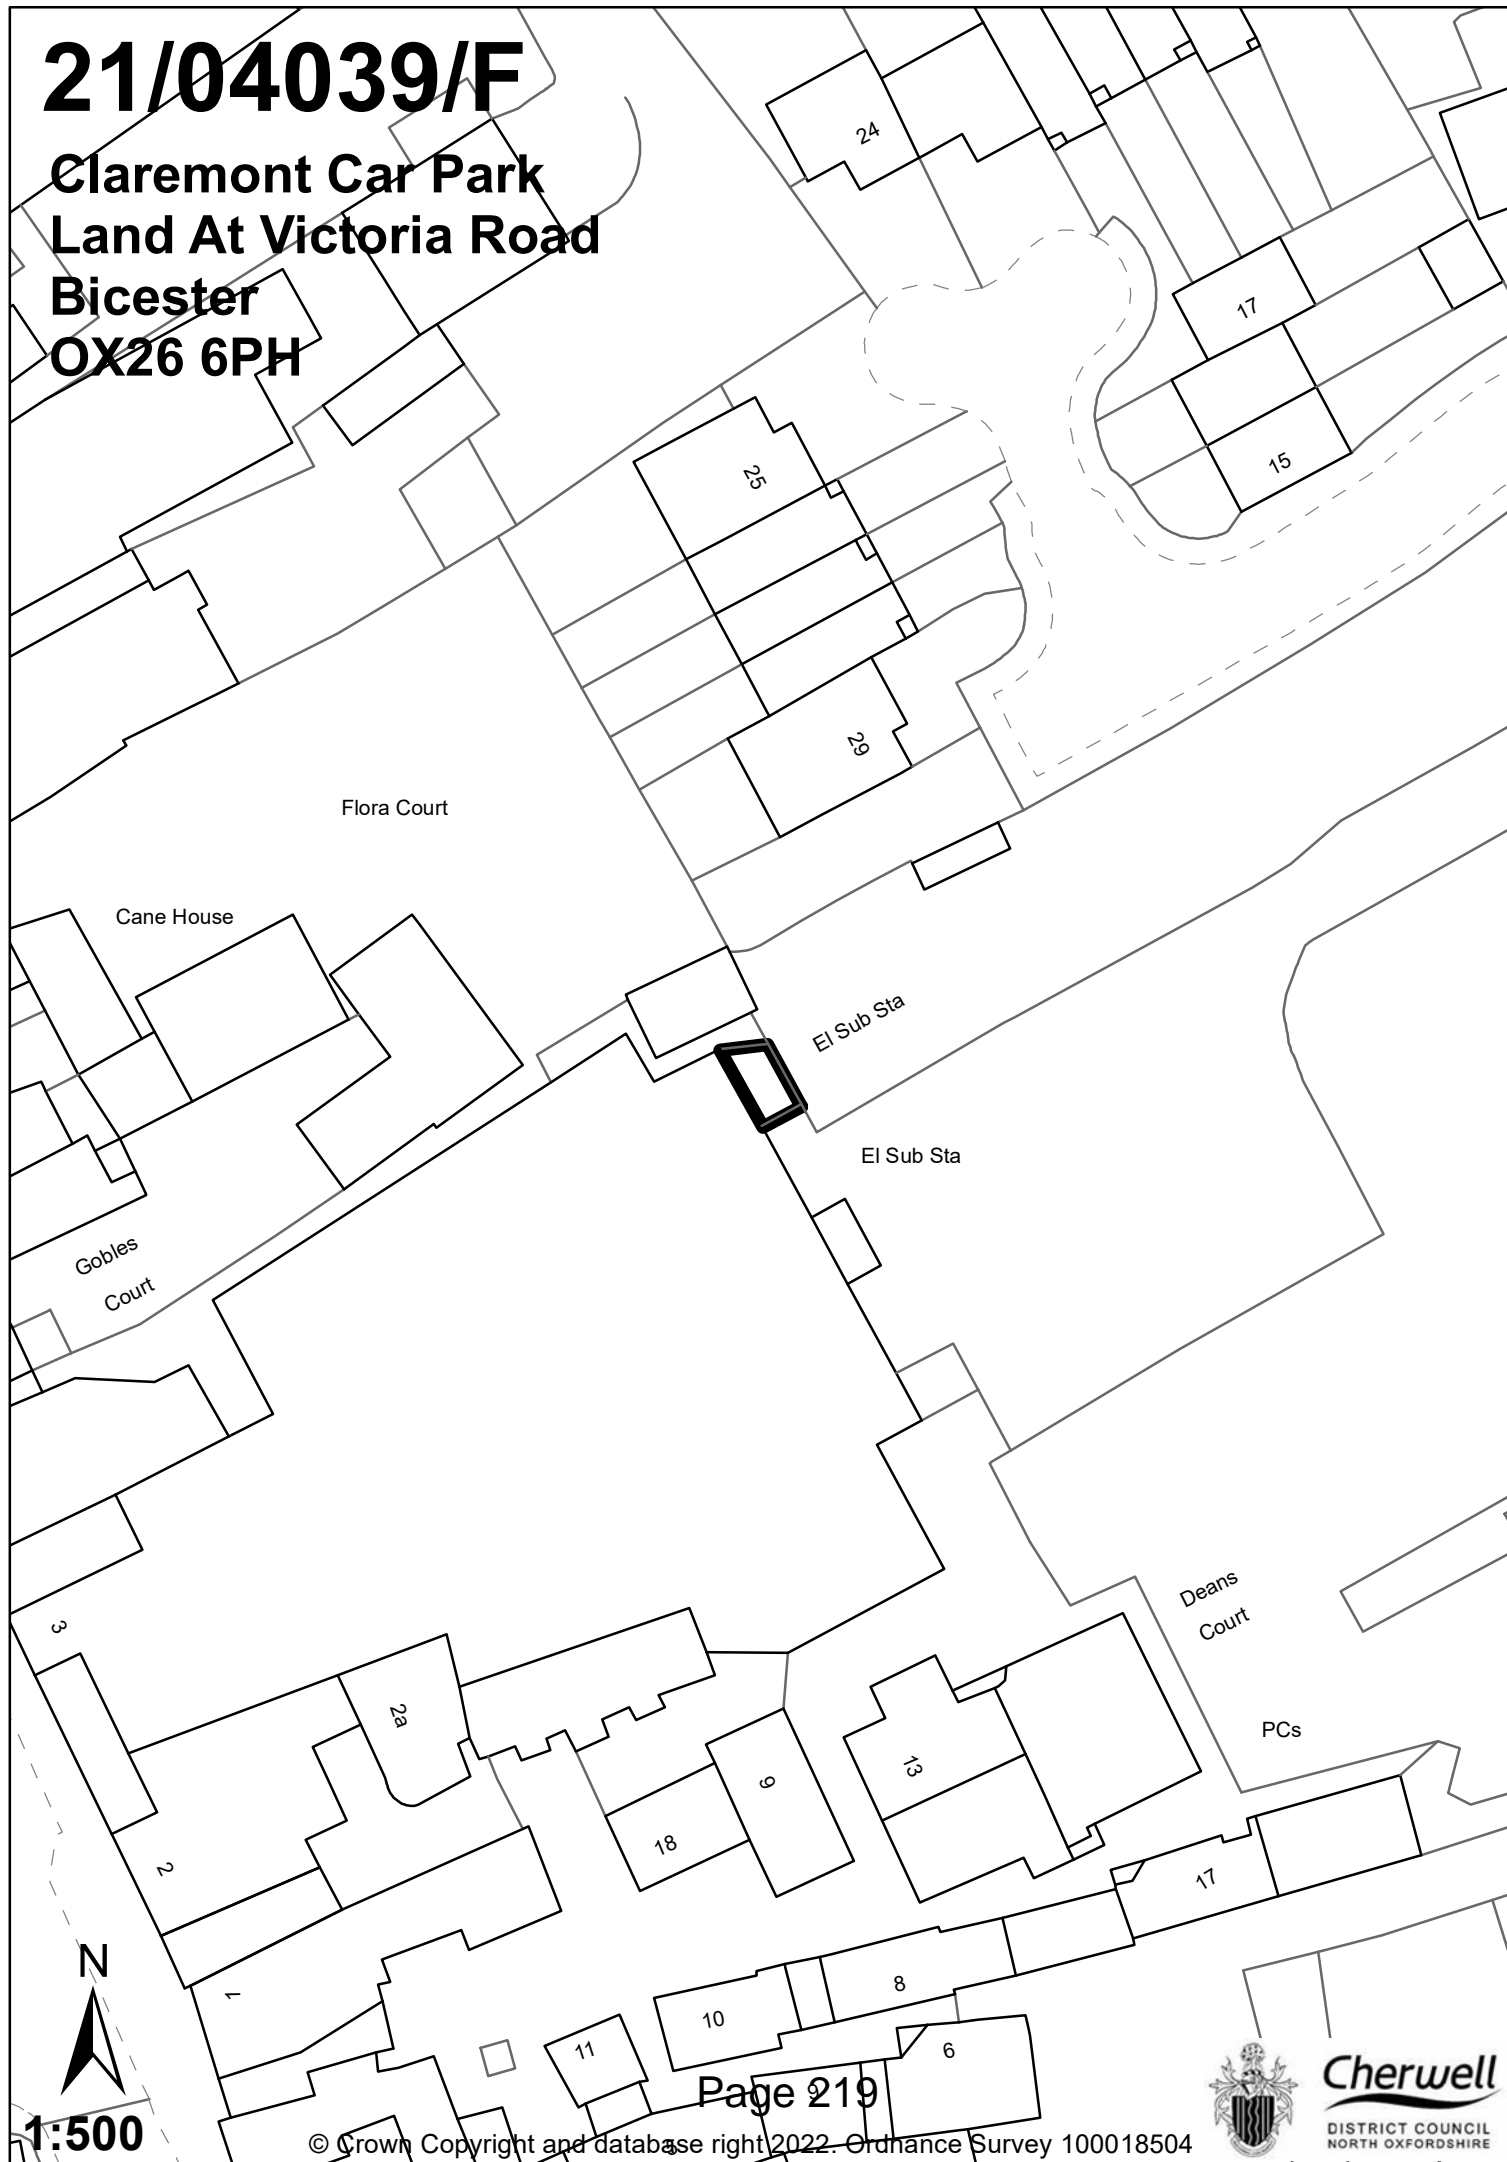 21/04039/F
Claremont Car Park
Land At Victoria Road
Bicester
OX26 6PH
24
17
15
25
29
Flora Court
Cane House
El Sub Sta
El Sub Sta
Gobles
Court
Deans
Court
3
2a
PCs
13
9
18
2
17
N
1
8
10
11
6
9
Page 219
1:500
5
© Crown Copyright and database right 2022. Ordnance Survey 100018504
Cherwell
DISTRICT COUNCIL
NORTH OXFORDSHIRE